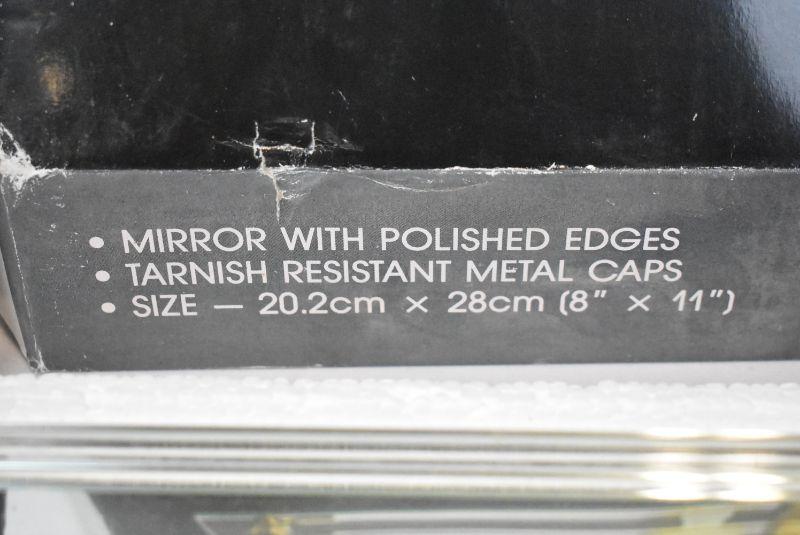 • MIRROR WITH POLISHED EDGES
• TARNISH RESISTANT METAL CAPS
• SIZE — 20.2cm × 28cm (8" × 11")